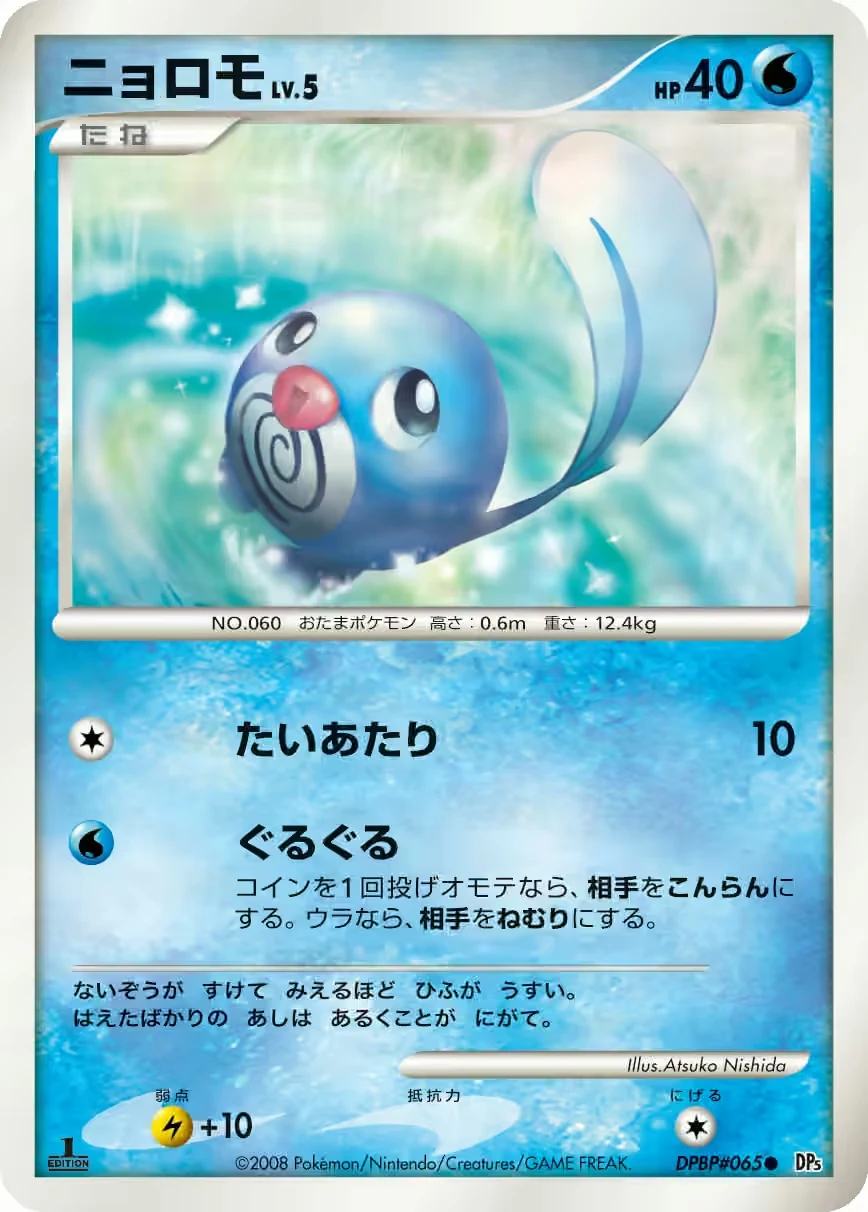 ニョロモ LV.5 HP 40
たね
NO.060 おたまポケモン 高さ：0.6m 重さ：12.4kg
たいあたり 10
ぐるぐる
コインを1回投げオモテなら、相手をこんらんに
する。ウラなら、相手をねむりにする。
ないぞうが すけて みえるほど ひふが うすい。
はえたばかりの あしは あるくことが にがて。
Illus.Atsuko Nishida
弱点 抵抗力 にげる
+10
1
EDITION
©2008 Pokémon/Nintendo/Creatures/GAME FREAK. DPBP#065 DP5